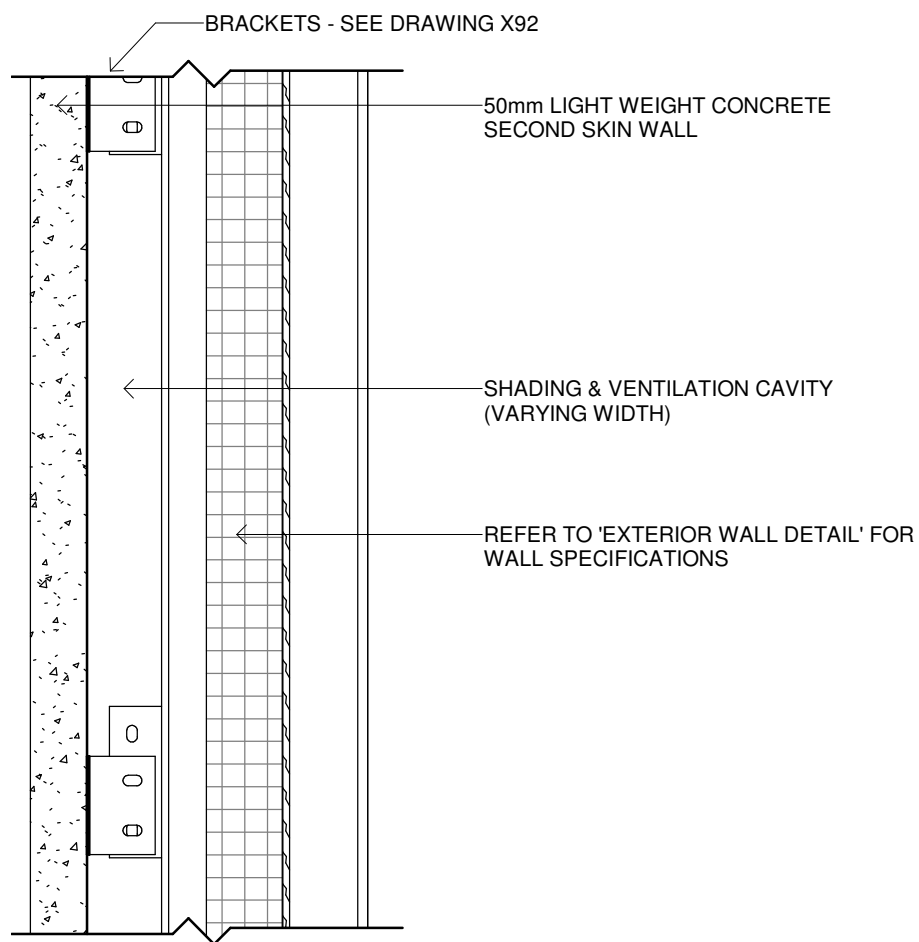 BRACKETS - SEE DRAWING X92
50mm LIGHT WEIGHT CONCRETE
SECOND SKIN WALL
SHADING & VENTILATION CAVITY
(VARYING WIDTH)
REFER TO 'EXTERIOR WALL DETAIL' FOR
WALL SPECIFICATIONS